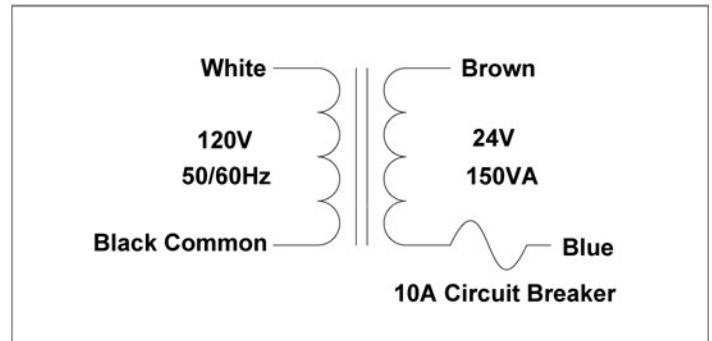 White
Brown
120V
24V
50/60Hz
150VA
Black Common
Blue
10A Circuit Breaker